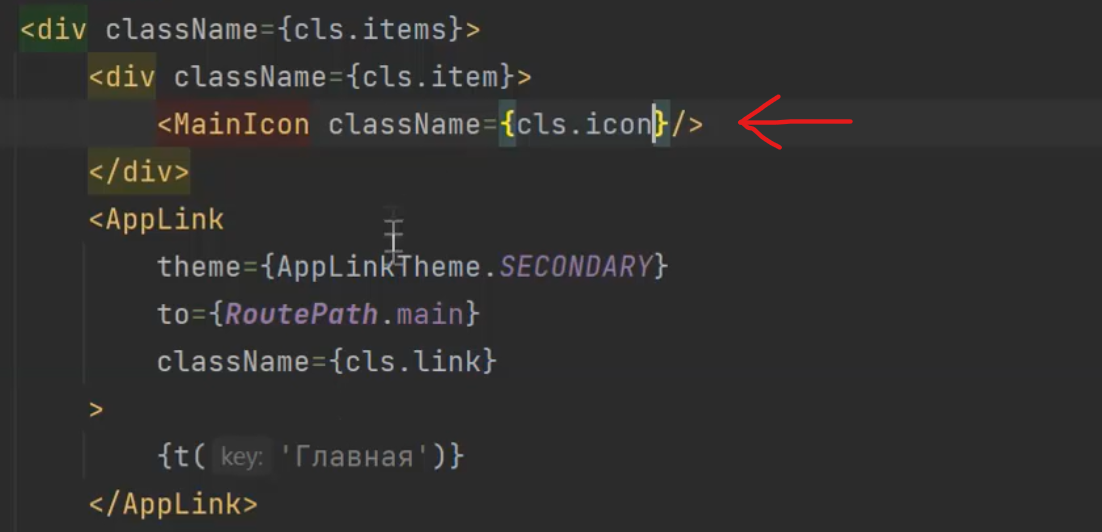 <div className={cls.items}>
<div className={cls.item}>
<MainIcon className={cls.icon}/>
</div>
<AppLink
theme={AppLinkTheme.SECONDARY}
to={RoutePath.main}
className={cls.link}
>
{t( key: 'Главная')}
</AppLink>